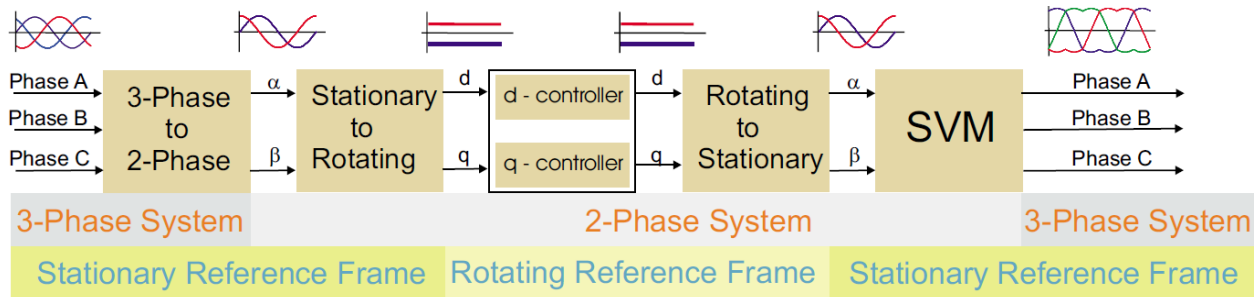 Phase A
Phase B
Phase C
3-Phase
to
2-Phase
α
β
Stationary
to
Rotating
d
q
d - controller
q - controller
d
q
Rotating
to
Stationary
α
β
SVM
Phase A
Phase B
Phase C
3-Phase System
2-Phase System
3-Phase System
Stationary Reference Frame
Rotating Reference Frame
Stationary Reference Frame